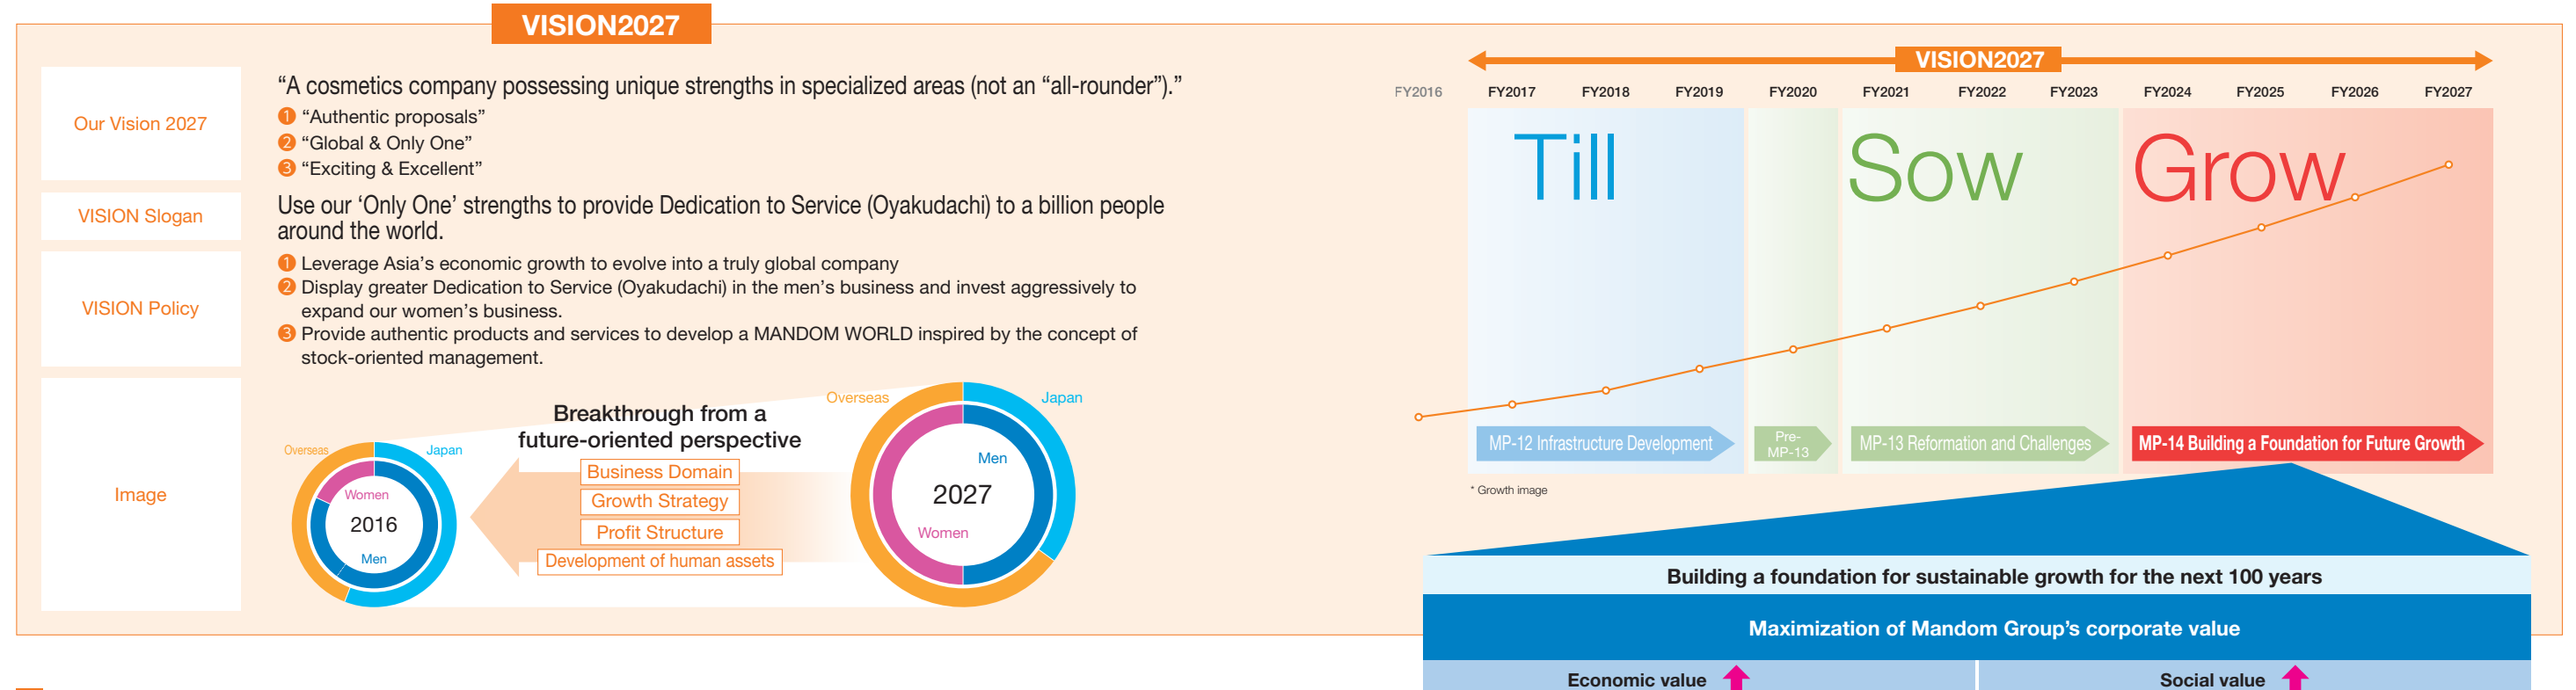 VISION2027
Our Vision 2027
“A cosmetics company possessing unique strengths in specialized areas (not an “all-rounder”).”
1 “Authentic proposals”
2 “Global & Only One”
3 “Exciting & Excellent”
VISION Slogan
Use our ‘Only One’ strengths to provide Dedication to Service (Oyakudachi) to a billion people
around the world.
VISION Policy
1 Leverage Asia’s economic growth to evolve into a truly global company
2 Display greater Dedication to Service (Oyakudachi) in the men’s business and invest aggressively to
expand our women’s business.
3 Provide authentic products and services to develop a MANDOM WORLD inspired by the concept of
stock-oriented management.
Image
Overseas
Japan
Women
2016
Men
Breakthrough from a
future-oriented perspective
Business Domain
Growth Strategy
Profit Structure
Development of human assets
Overseas
Japan
Men
2027
Women
VISION2027
FY2016 FY2017 FY2018 FY2019 FY2020 FY2021 FY2022 FY2023 FY2024 FY2025 FY2026 FY2027
Till Sow Grow
MP-12 Infrastructure Development
Pre-
MP-13
MP-13 Reformation and Challenges
MP-14 Building a Foundation for Future Growth
* Growth image
Building a foundation for sustainable growth for the next 100 years
Maximization of Mandom Group’s corporate value
Economic value
Social value